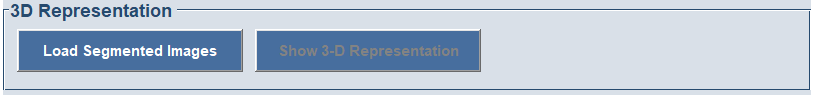 3D Representation
Load Segmented Images
Show 3-D Representation